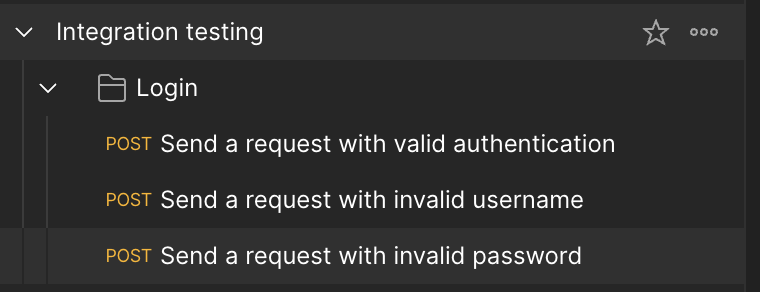 Integration testing
Login
POST Send a request with valid authentication
POST Send a request with invalid username
POST Send a request with invalid password